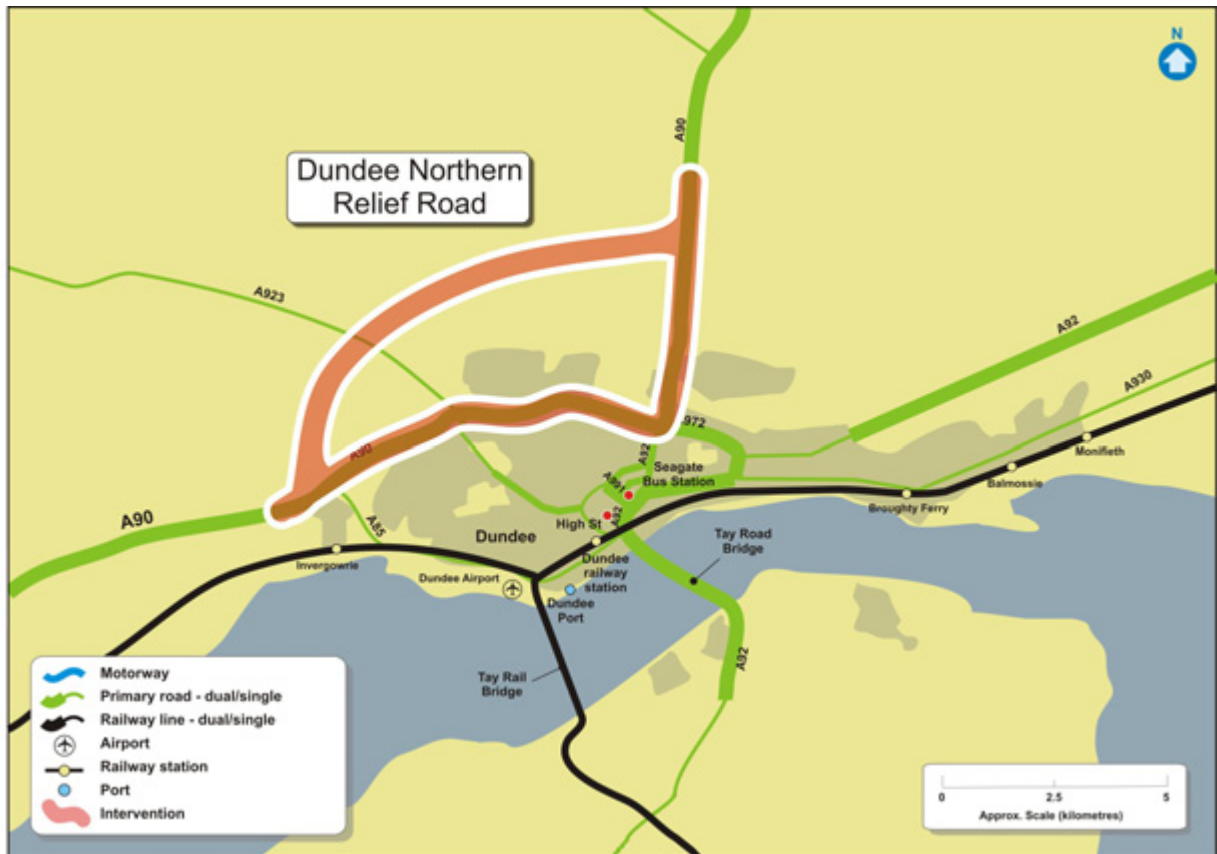 N
A90
Dundee Northern
Relief Road
A923
A92
A930
A90
A972
A92
Seagate
Bus Station
A991
Monifieth
Balmossie
Broughty Ferry
A90
A85
High St
A92
Dundee
Tay Road
Bridge
Invergowrie
Dundee
railway
station
Dundee Airport
Dundee
Port
A92
Tay Rail
Bridge
Motorway
Primary road - dual/single
Railway line - dual/single
Airport
Railway station
Port
Intervention
0 2.5 5
Approx. Scale (kilometres)